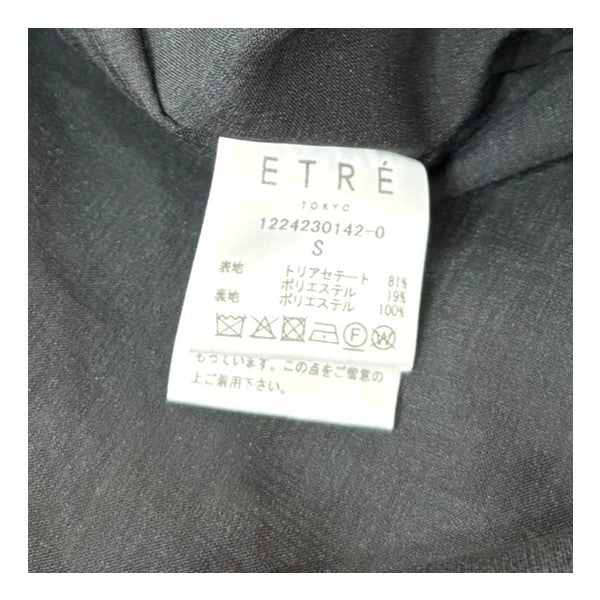 ETRÉ
TOKYO
1224230142-0
S
表地 トリアセテート 81%
ポリエステル 19%
裏地 ポリエステル 100%
F W
もっています。この点をご留意の
上ご着用下さい。